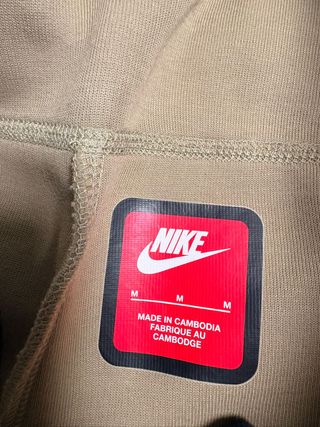 NIKE
M M M
MADE IN CAMBODIA
FABRIQUE AU
CAMBODGE